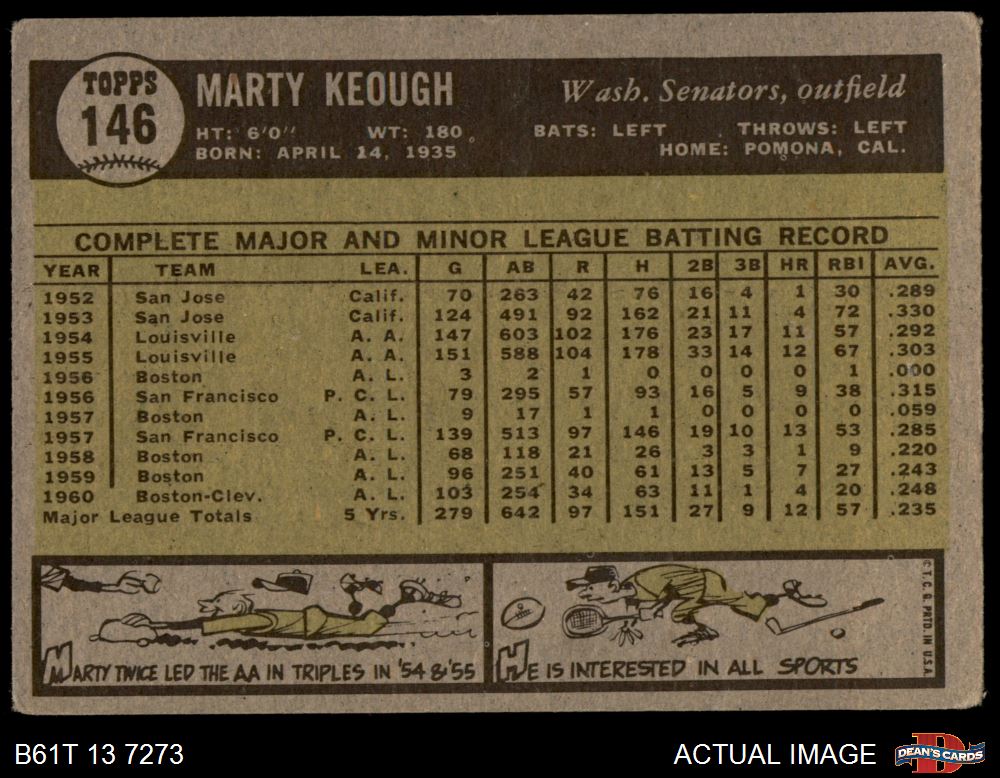 TOPPS
146
MARTY KEOUGH
Wash. Senators, outfield
HT: 6'0" WT: 180 BATS: LEFT THROWS: LEFT
BORN: APRIL 14, 1935 HOME: POMONA, CAL.
COMPLETE MAJOR AND MINOR LEAGUE BATTING RECORD
YEAR TEAM LEA. G AB R H 2B 3B HR RBI AVG.
1952 San Jose Calif. 70 263 42 76 16 4 1 30 .289
1953 San Jose Calif. 124 491 92 162 21 11 4 72 .330
1954 Louisville A. A. 147 603 102 176 23 17 11 57 .292
1955 Louisville A. A. 151 588 104 178 33 14 12 67 .303
1956 Boston A. L. 3 2 1 0 0 0 0 1 .000
1956 San Francisco P. C. L. 79 295 57 93 16 5 9 38 .315
1957 Boston A. L. 9 17 1 1 0 0 0 0 .059
1957 San Francisco P. C. L. 139 513 97 146 19 10 13 53 .285
1958 Boston A. L. 68 118 21 26 3 3 1 9 .220
1959 Boston A. L. 96 251 40 61 13 5 7 27 .243
1960 Boston-Clev. A. L. 103 254 34 63 11 1 4 20 .248
Major League Totals 5 Yrs. 279 642 97 151 27 9 12 57 .235
MARTY TWICE LED THE AA IN TRIPLES IN '54 & '55
HE IS INTERESTED IN ALL SPORTS
© T. C. G. PRTD. IN U.S.A.
B61T 13 7273
ACTUAL IMAGE
D
DEAN'S CARDS